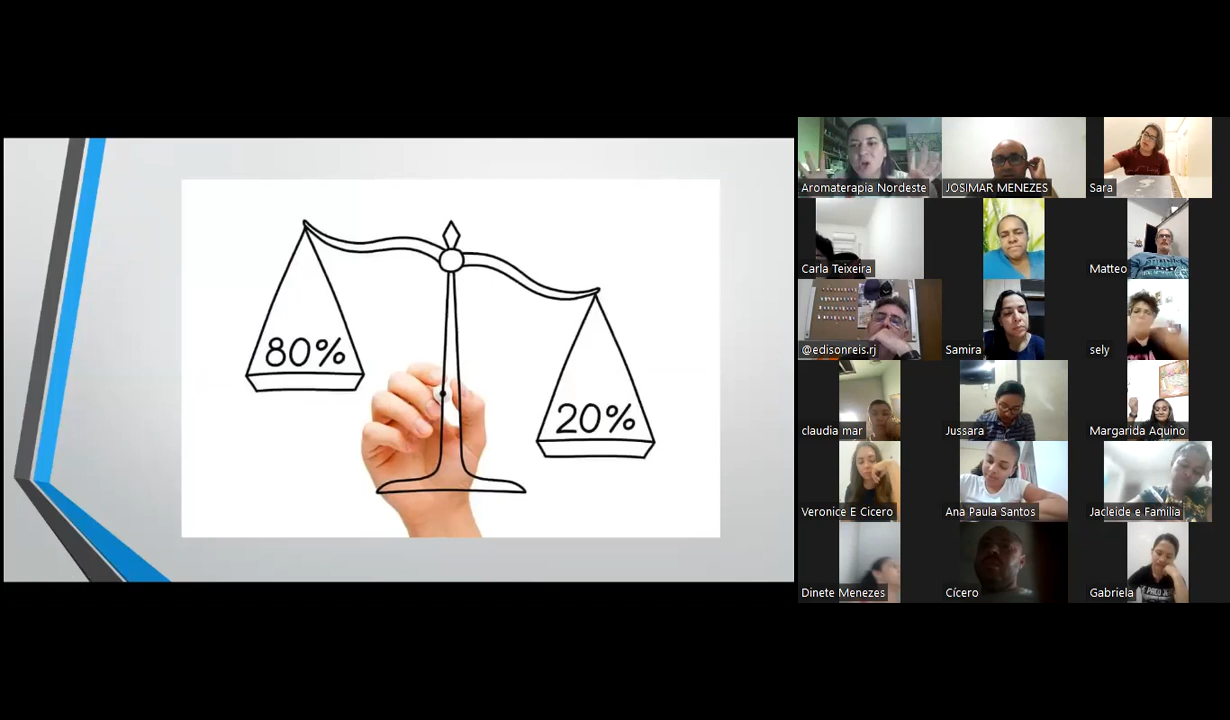 80%
20%
Aromaterapia Nordeste
JOSIMAR MENEZES
Sara
Carla Teixeira
Matteo
@edisonreis.rj
Samira
sely
claudia mar
Jussara
Margarida Aquino
Veronice E Cicero
Ana Paula Santos
Jacleide e Familia
Dinete Menezes
Cícero
Gabriela